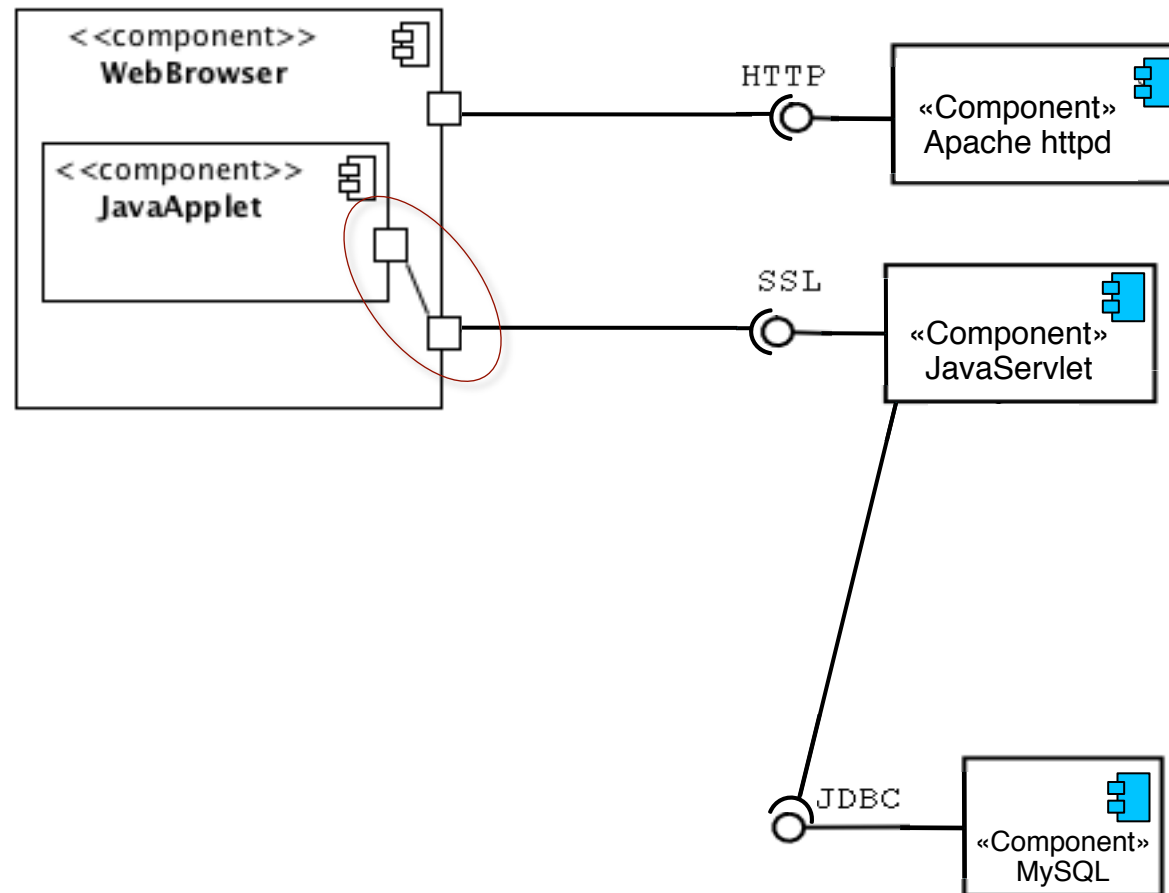 <<component>>
WebBrowser
<<component>>
JavaApplet
HTTP
«Component»
Apache httpd
SSL
«Component»
JavaServlet
JDBC
«Component»
MySQL